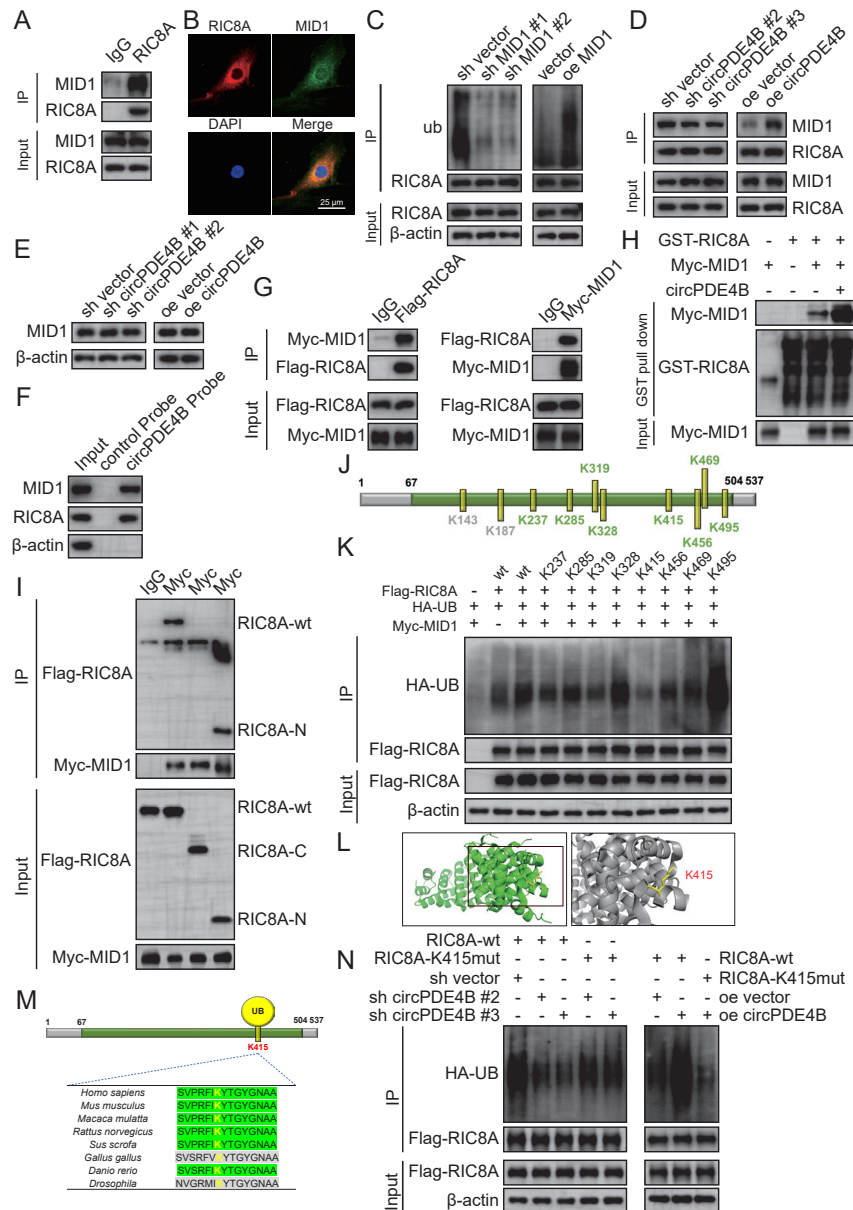 A
IgG
RIC8A
IP
MID1
RIC8A
Input
MID1
RIC8A
B
RIC8A
MID1
DAPI
Merge
25 μm
C
sh vector
sh MID1 #1
sh MID1 #2
vector
oe MID1
IP
ub
RIC8A
Input
RIC8A
β-actin
D
sh vector
sh circPDE4B #2
sh circPDE4B #3
oe vector
oe circPDE4B
IP
MID1
RIC8A
Input
MID1
RIC8A
E
sh vector
sh circPDE4B #1
sh circPDE4B #2
oe vector
oe circPDE4B
MID1
β-actin
F
Input
control Probe
circPDE4B Probe
MID1
RIC8A
β-actin
G
IgG
Flag-RIC8A
IP
Myc-MID1
Flag-RIC8A
Input
Flag-RIC8A
Myc-MID1
IgG
Myc-MID1
Flag-RIC8A
Myc-MID1
Flag-RIC8A
Myc-MID1
H
GST-RIC8A - + + +
Myc-MID1 + - + +
circPDE4B +
GST pull down
Myc-MID1
GST-RIC8A
Input
Myc-MID1
I
IgG Myc Myc Myc
IP
Flag-RIC8A
RIC8A-wt
RIC8A-N
Myc-MID1
Input
Flag-RIC8A
RIC8A-wt
RIC8A-C
RIC8A-N
Myc-MID1
J
1 67 504 537
K143 K187 K237 K285 K319 K328 K415 K456 K469 K495
K
wt wt K237 K285 K319 K328 K415 K456 K469 K495
Flag-RIC8A - + + + + + + + + + +
HA-UB + + + + + + + + + + +
Myc-MID1 + - + + + + + + + + +
IP
HA-UB
Flag-RIC8A
Input
Flag-RIC8A
β-actin
L
K415
M
UB
1 67 504 537
K415
Homo sapiens SVPRFIKYTGYGNAA
Mus musculus SVPRFIKYTGYGNAA
Macaca mulatta SVPRFIKYTGYGNAA
Rattus norvegicus SVPRFIKYTGYGNAA
Sus scrofa SVPRFIKYTGYGNAA
Gallus gallus SVSRFVKYTGYGNAA
Danio rerio SVSRFIKYTGYGNAA
Drosophila NVGRMIKYTGYGNAA
N
RIC8A-wt + + + - - + + - RIC8A-wt
RIC8A-K415mut - - - + + - - + RIC8A-K415mut
sh vector + - - - - + - - oe vector
sh circPDE4B #2 - + - + - - + + oe circPDE4B
sh circPDE4B #3 - - + - +
IP
HA-UB
Flag-RIC8A
Input
Flag-RIC8A
β-actin